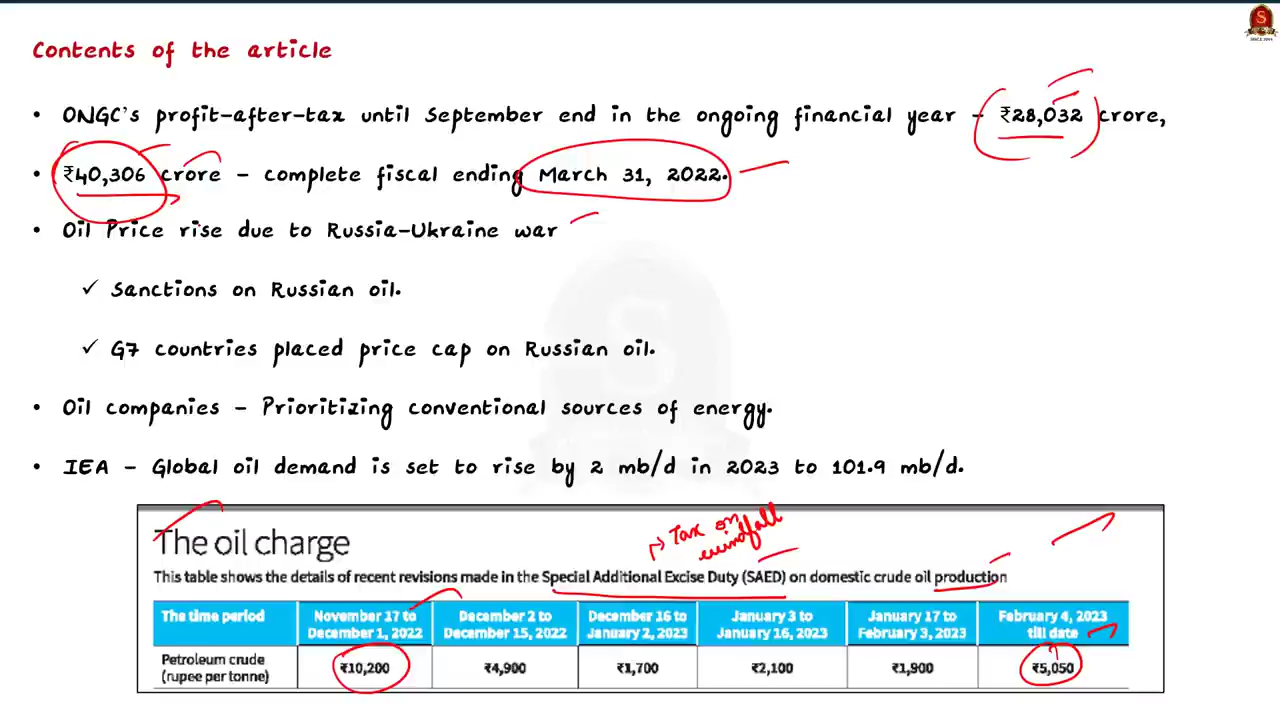 Contents of the article
• ONGC's profit-after-tax until September end in the ongoing financial year – ₹28,032 crore,
• ₹40,306 crore – complete fiscal ending March 31, 2022.
• Oil Price rise due to Russia-Ukraine war
✓ Sanctions on Russian oil.
✓ G7 countries placed price cap on Russian oil.
• Oil companies – Prioritizing conventional sources of energy.
• IEA – Global oil demand is set to rise by 2 mb/d in 2023 to 101.9 mb/d.
The oil charge
Tax on
windfall
This table shows the details of recent revisions made in the Special Additional Excise Duty (SAED) on domestic crude oil production
The time period November 17 to December 2 to December 16 to January 3 to January 17 to February 4, 2023
December 1, 2022 December 15, 2022 January 2, 2023 January 16, 2023 February 3, 2023 till date
Petroleum crude
(rupee per tonne) ₹10,200 ₹4,900 ₹1,700 ₹2,100 ₹1,900 ₹5,050